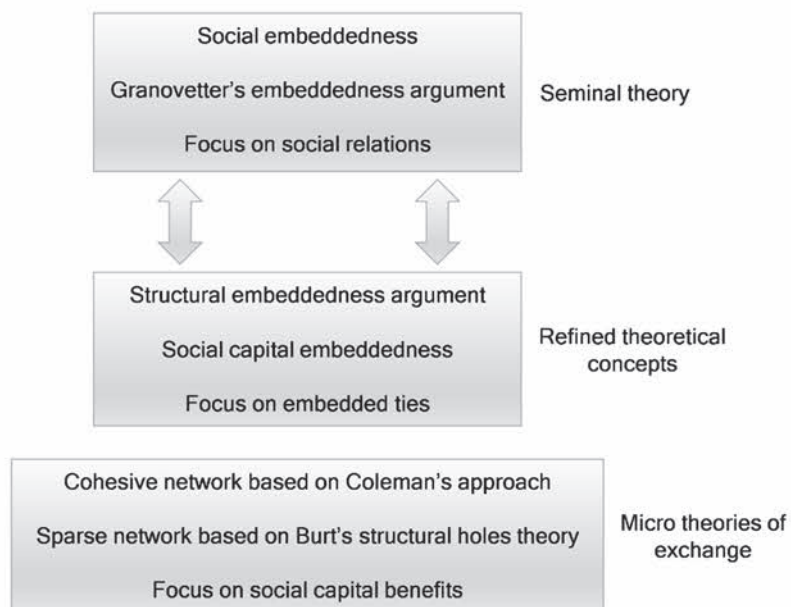 Social embeddedness
Granovetter's embeddedness argument
Focus on social relations
Seminal theory
Structural embeddedness argument
Social capital embeddedness
Focus on embedded ties
Refined theoretical
concepts
Cohesive network based on Coleman's approach
Sparse network based on Burt's structural holes theory
Focus on social capital benefits
Micro theories of
exchange